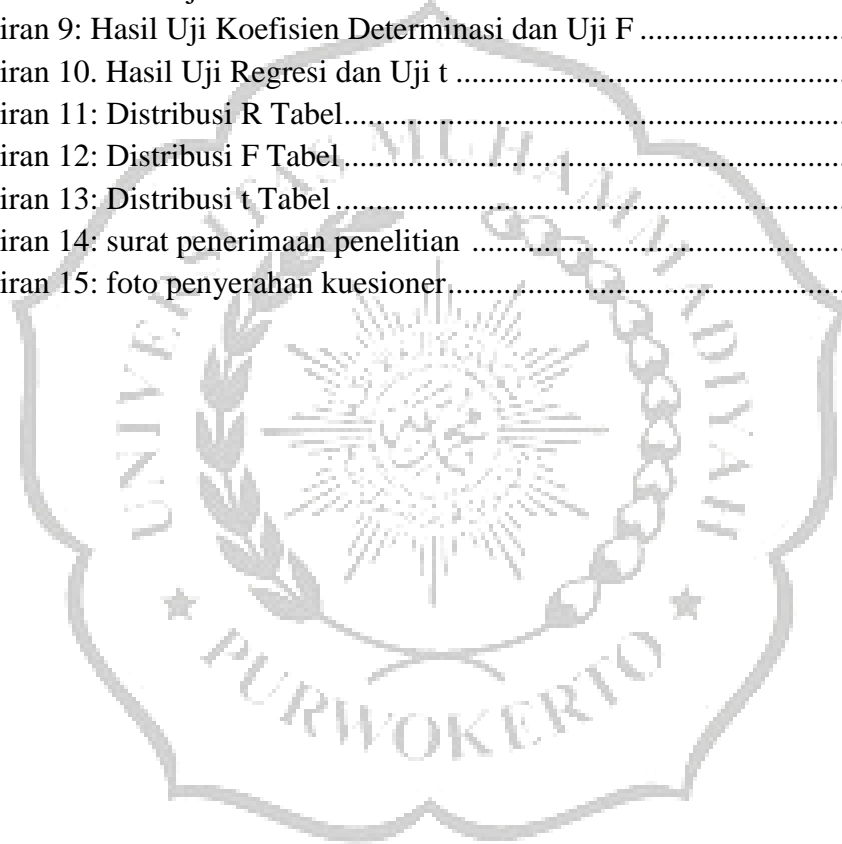 iran 9: Hasil Uji Koefisien Determinasi dan Uji F ..........................
iran 10. Hasil Uji Regresi dan Uji t ................................................
iran 11: Distribusi R Tabel..............................................................
iran 12: Distribusi F Tabel..............................................................
iran 13: Distribusi t Tabel ...............................................................
iran 14: surat penerimaan penelitian ..............................................
iran 15: foto penyerahan kuesioner.................................................
UNIVERSITAS MUHAMMADIYAH
PURWOKERTO